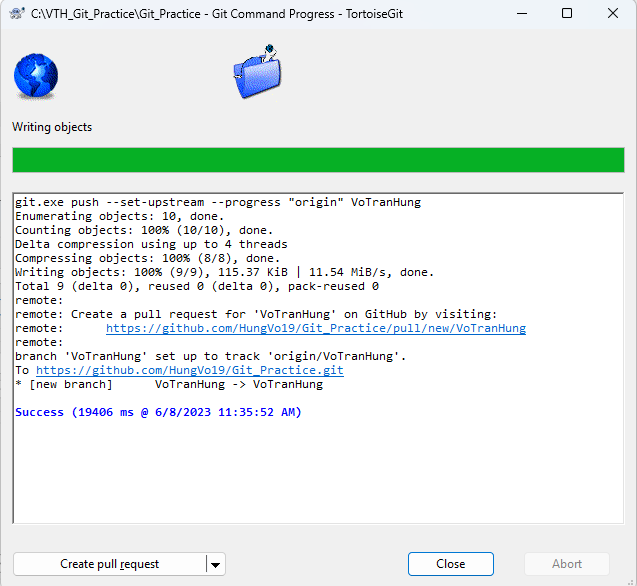 C:\VTH_Git_Practice\Git_Practice - Git Command Progress - TortoiseGit
Writing objects
git.exe push --set-upstream --progress "origin" VoTranHung
Enumerating objects: 10, done.
Counting objects: 100% (10/10), done.
Delta compression using up to 4 threads
Compressing objects: 100% (8/8), done.
Writing objects: 100% (9/9), 115.37 KiB | 11.54 MiB/s, done.
Total 9 (delta 0), reused 0 (delta 0), pack-reused 0
remote:
remote: Create a pull request for 'VoTranHung' on GitHub by visiting:
remote:      https://github.com/HungVo19/Git_Practice/pull/new/VoTranHung
remote:
branch 'VoTranHung' set up to track 'origin/VoTranHung'.
To https://github.com/HungVo19/Git_Practice.git
* [new branch]      VoTranHung -> VoTranHung
Success (19406 ms @ 6/8/2023 11:35:52 AM)
Create pull request
Close
Abort